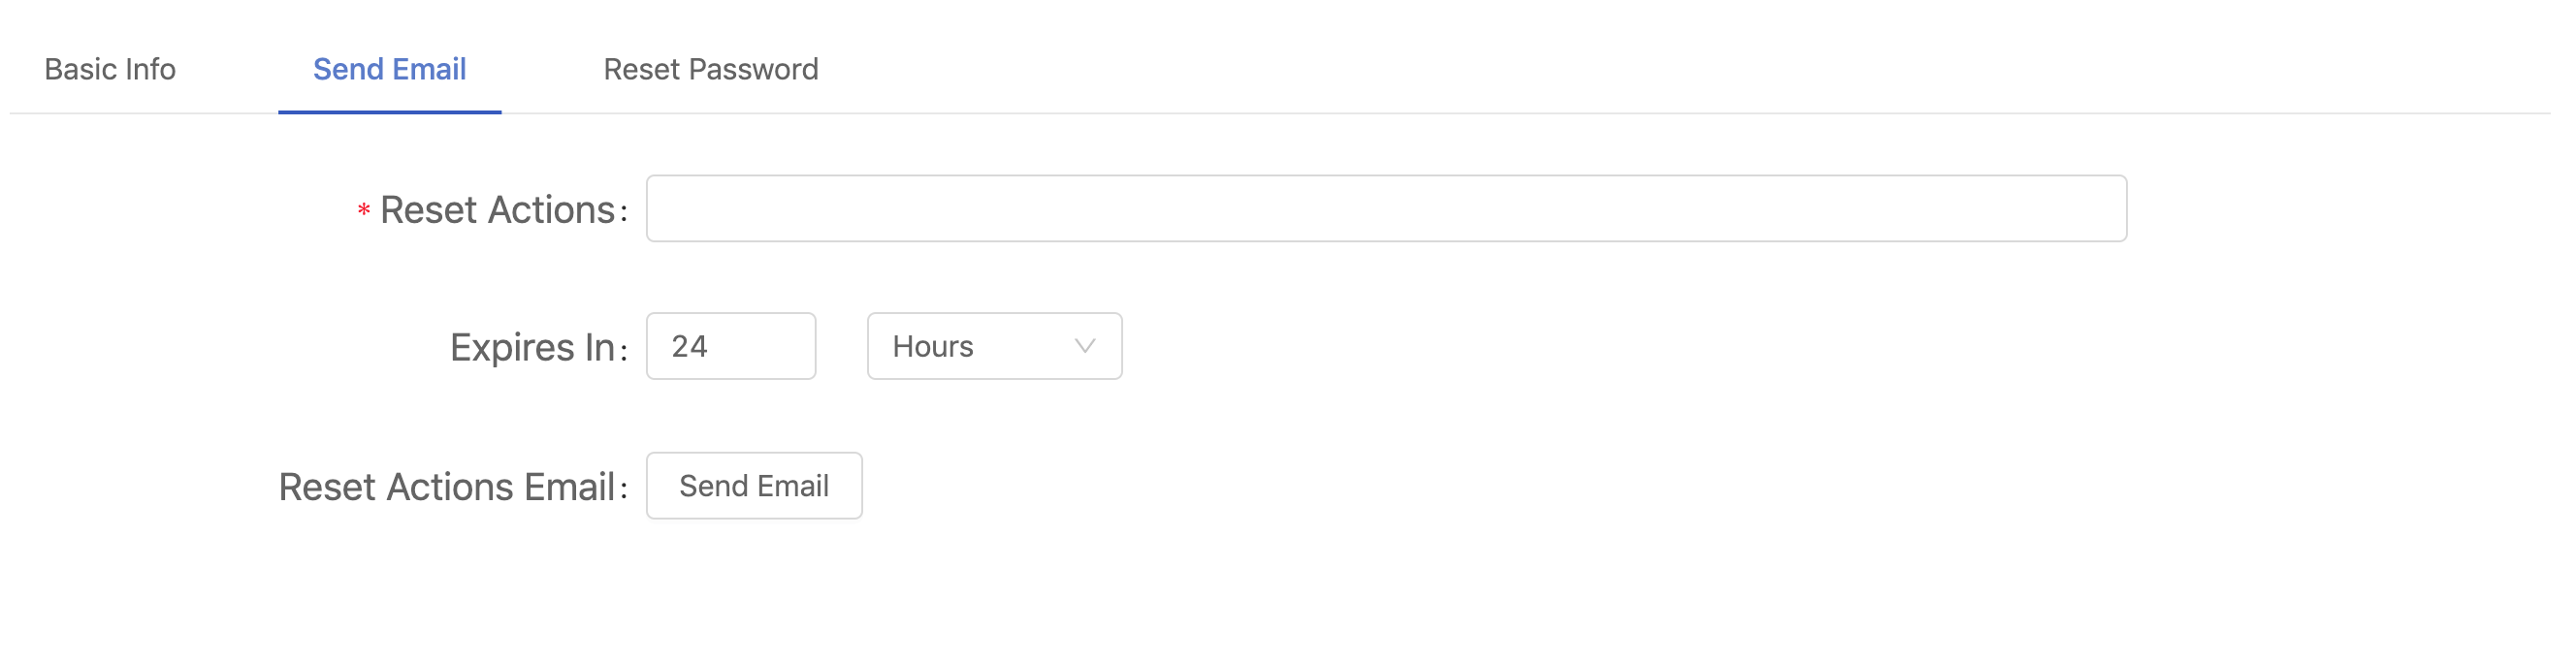 Basic Info Send Email Reset Password
* Reset Actions:
Expires In: 24 Hours
Reset Actions Email: Send Email